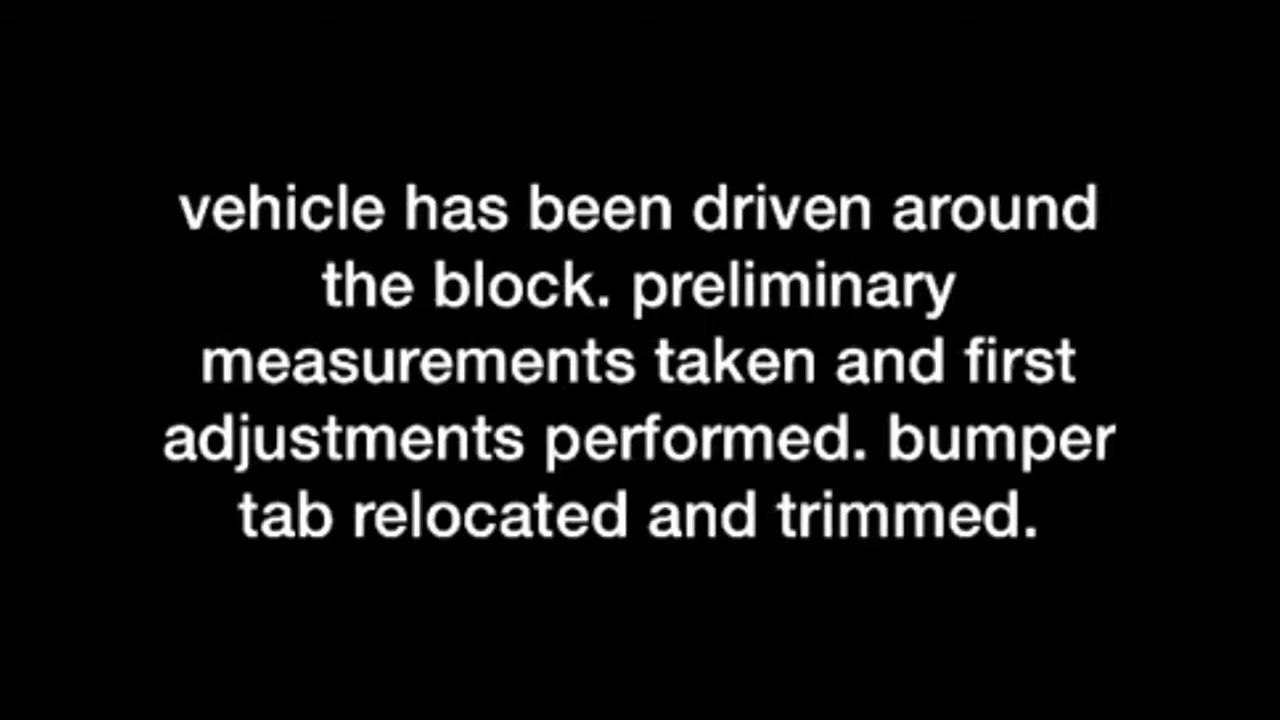 vehicle has been driven around
the block. preliminary
measurements taken and first
adjustments performed. bumper
tab relocated and trimmed.